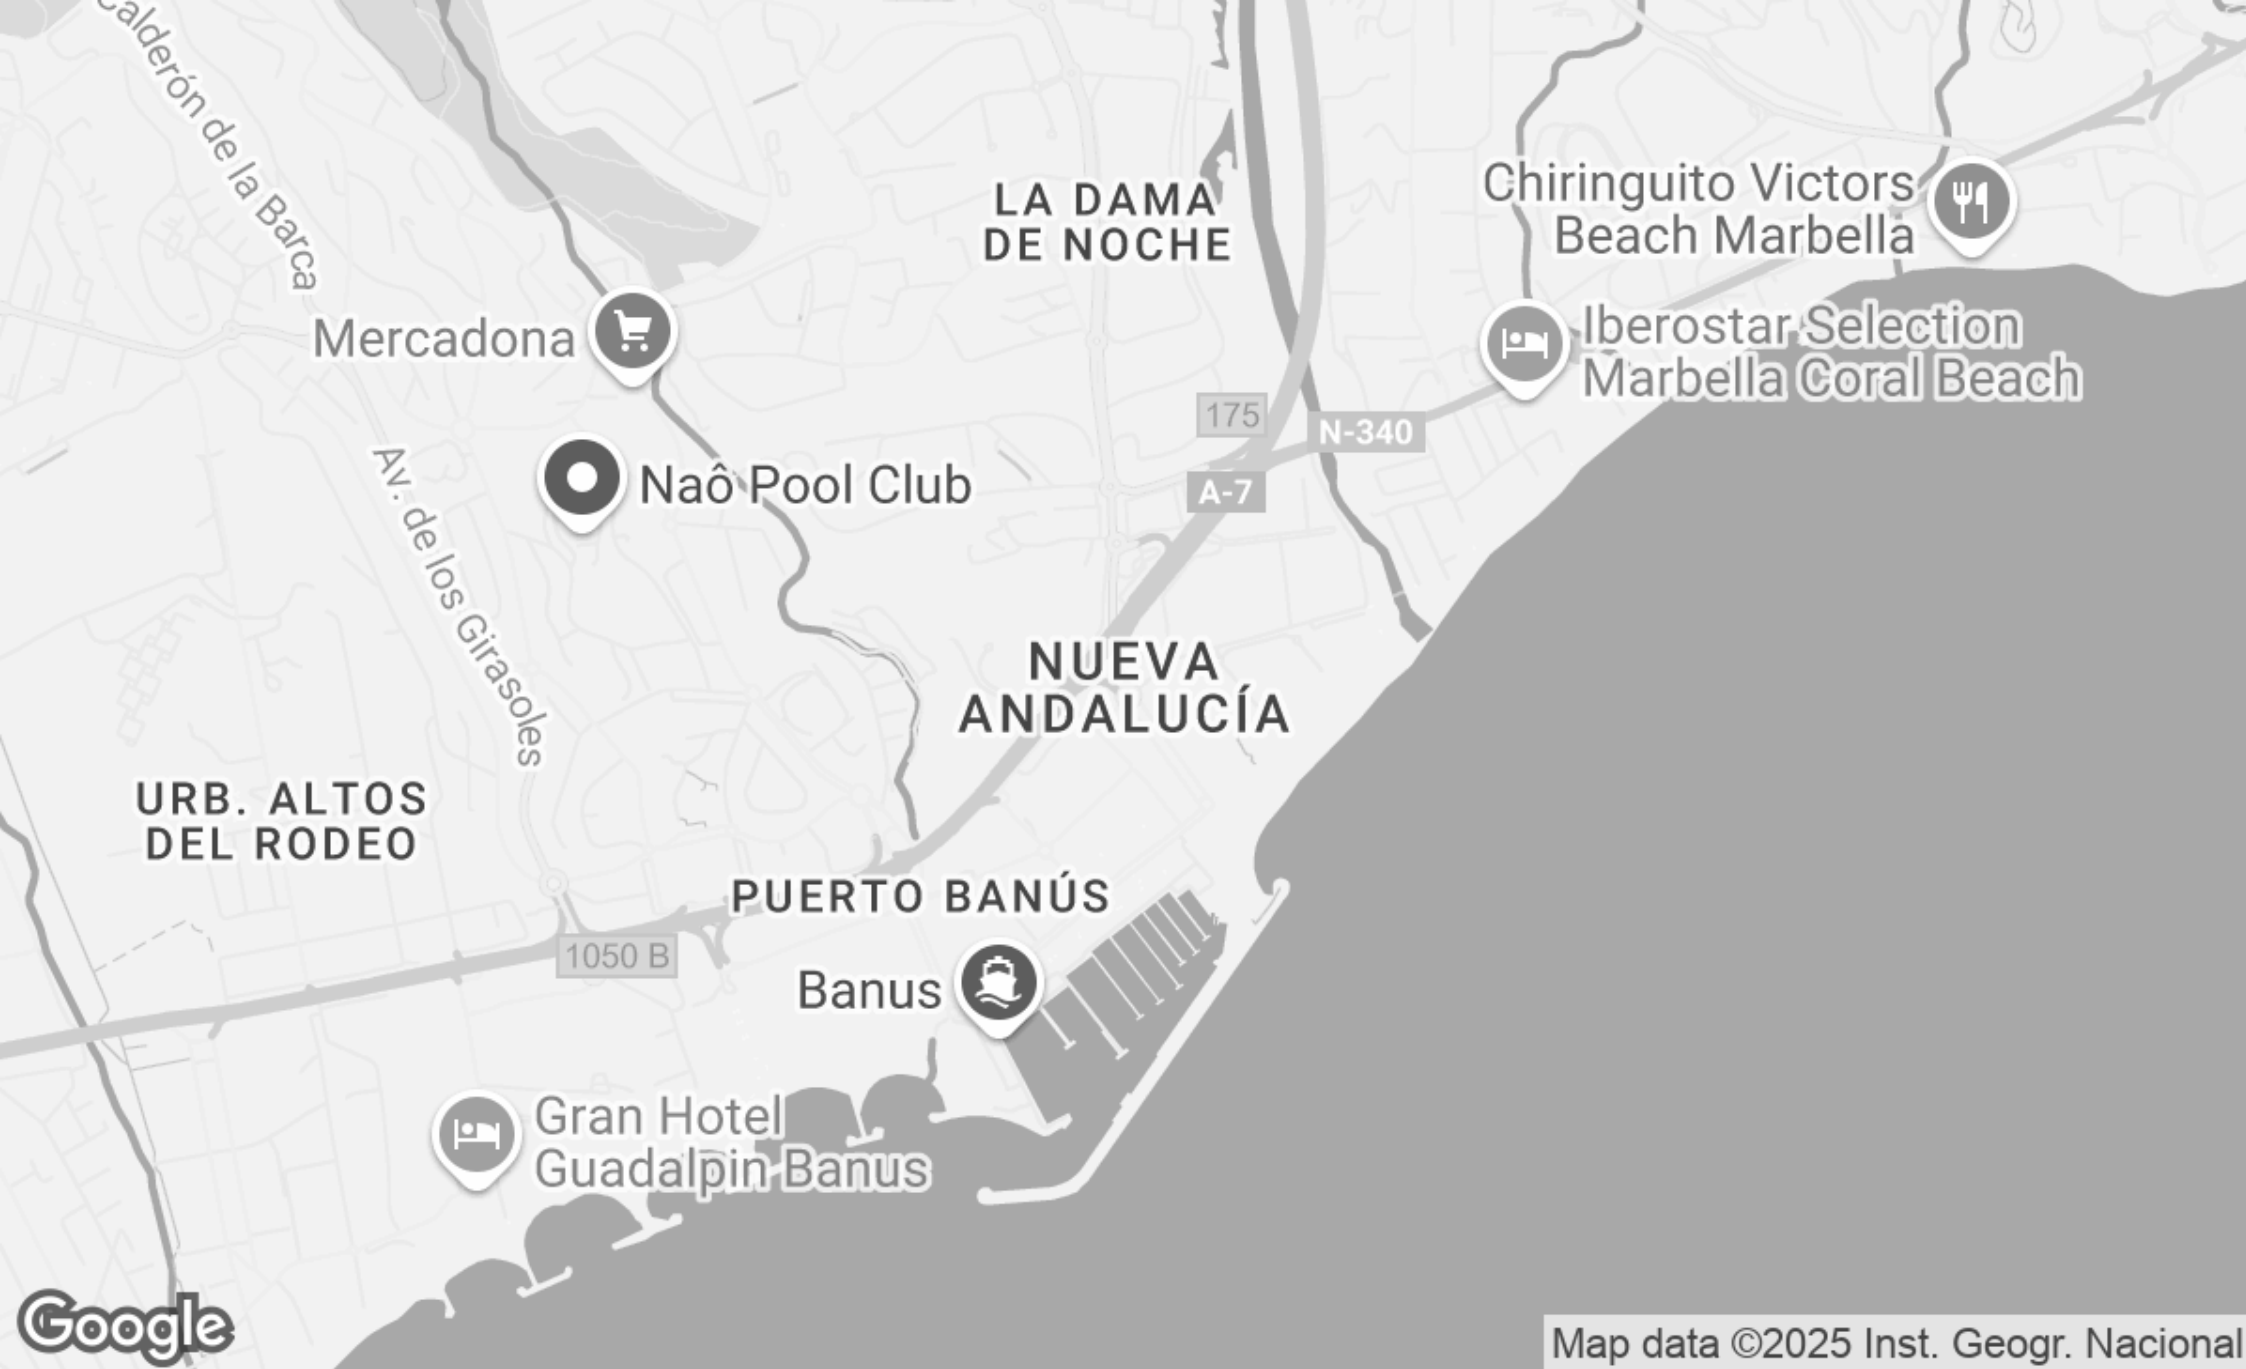 Calderón de la Barca
LA DAMA
DE NOCHE
Chiringuito Victors
Beach Marbella
Mercadona
Iberostar Selection
Marbella Coral Beach
175
N-340
A-7
Naô Pool Club
Av. de los Girasoles
NUEVA
ANDALUCÍA
URB. ALTOS
DEL RODEO
PUERTO BANÚS
1050 B
Banus
Gran Hotel
Guadalpin Banus
Google
Map data ©2025 Inst. Geogr. Nacional